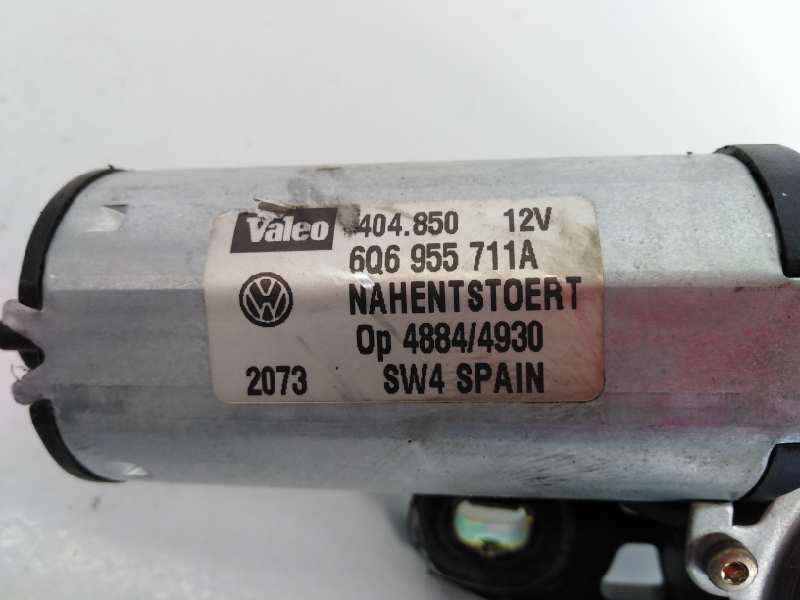 Valeo 404.850 12V
6Q6 955 711A
NAHENTSTOERT
Op 4884/4930
2073 SW4 SPAIN